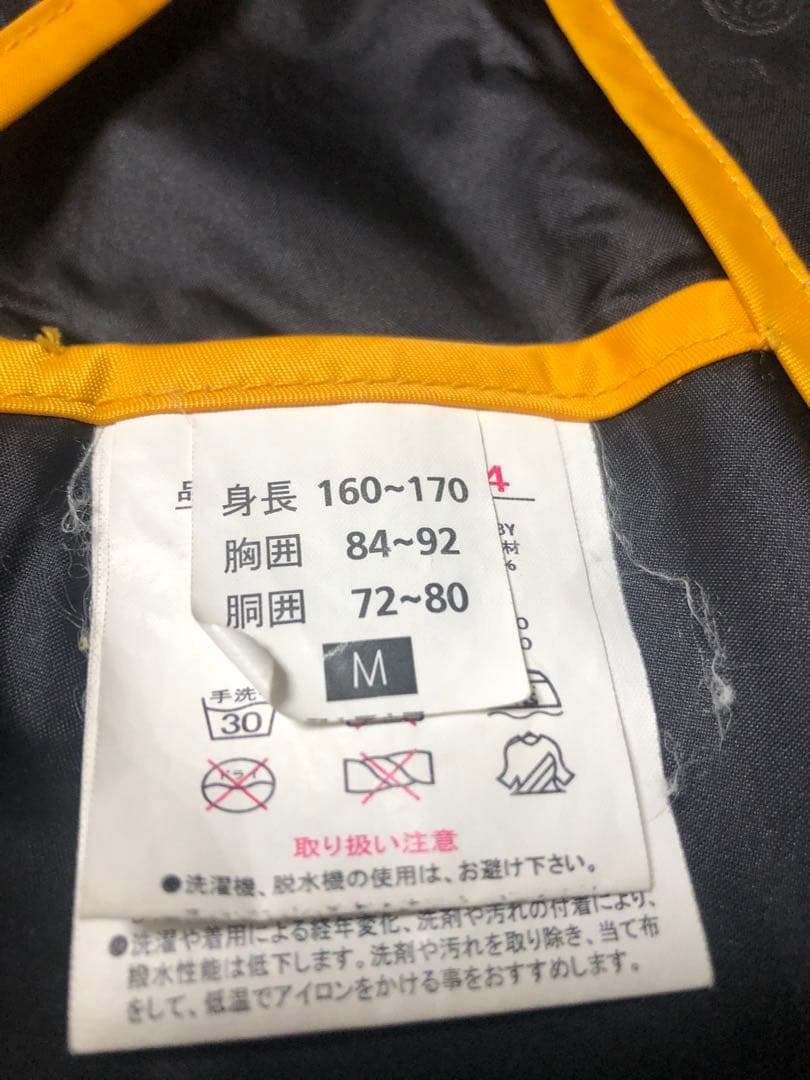 4
身長 160~170
胸囲 84~92
胴囲 72~80
M
手洗
30
ドライ
取り扱い注意
●洗濯機、脱水機の使用は、お避け下さい。
●洗濯や着用による経年変化、洗剤や汚れの付着により、
撥水性能は低下します。洗剤や汚れを取り除き、当て布
をして、低温でアイロンをかける事をおすすめします。